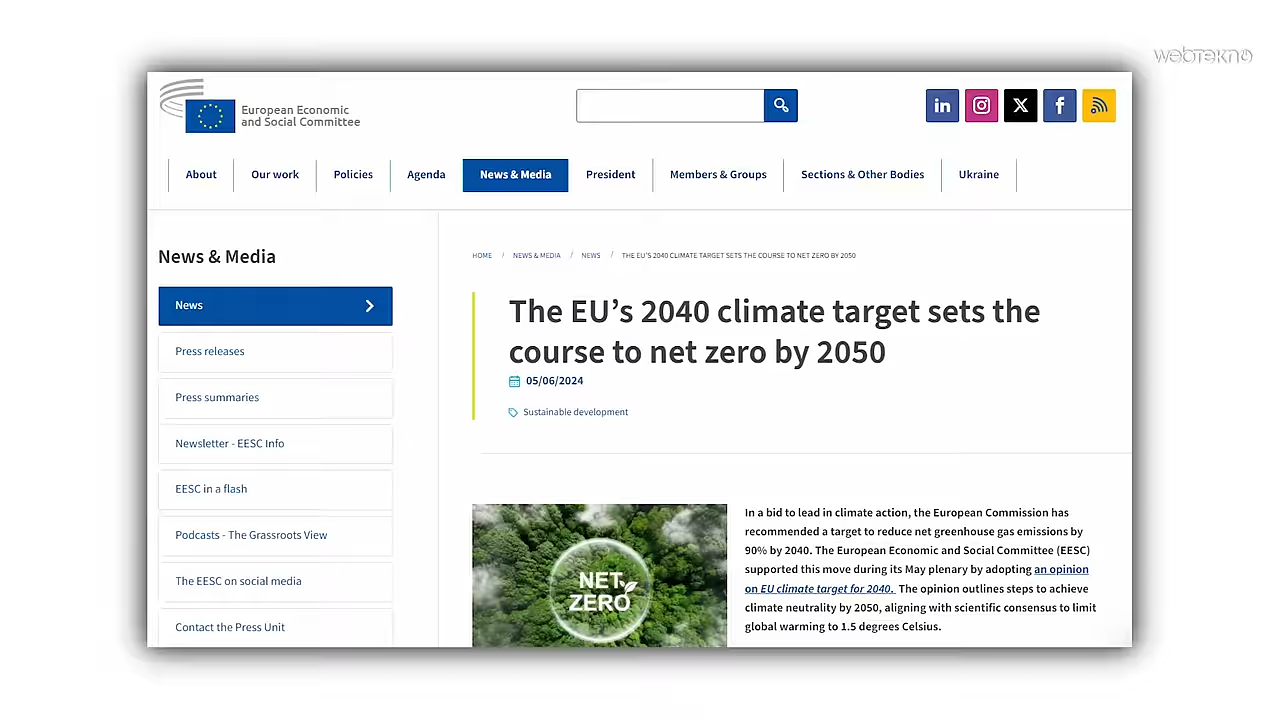 webtekno
European Economic
and Social Committee
in
X
f
About
Our work
Policies
Agenda
News & Media
President
Members & Groups
Sections & Other Bodies
Ukraine
News & Media
News
Press releases
Press summaries
Newsletter - EESC Info
EESC in a flash
Podcasts - The Grassroots View
The EESC on social media
Contact the Press Unit
HOME / NEWS & MEDIA / NEWS / THE EU'S 2040 CLIMATE TARGET SETS THE COURSE TO NET ZERO BY 2050
The EU’s 2040 climate target sets the
course to net zero by 2050
05/06/2024
Sustainable development
NET
ZERO
In a bid to lead in climate action, the European Commission has
recommended a target to reduce net greenhouse gas emissions by
90% by 2040. The European Economic and Social Committee (EESC)
supported this move during its May plenary by adopting an opinion
on EU climate target for 2040. The opinion outlines steps to achieve
climate neutrality by 2050, aligning with scientific consensus to limit
global warming to 1.5 degrees Celsius.